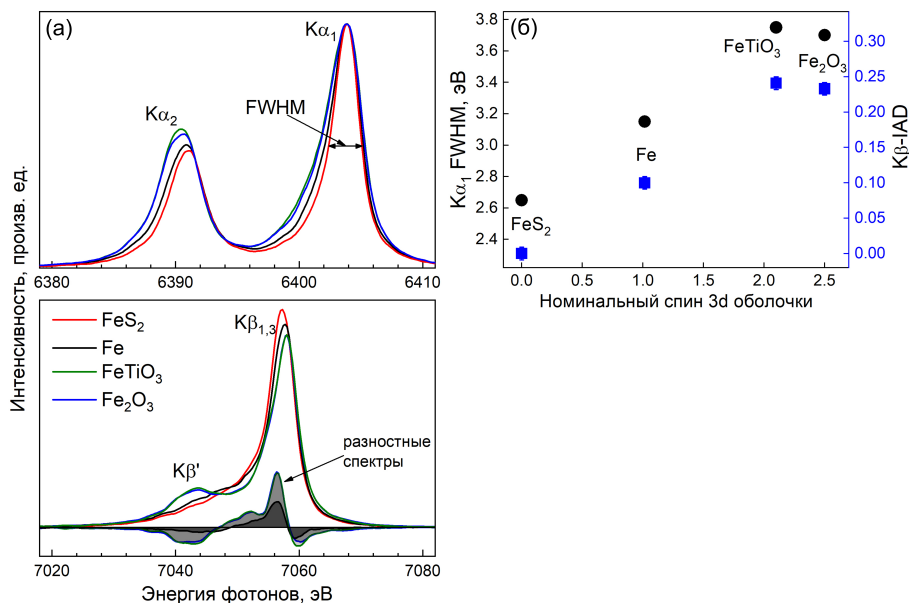 (a)
Kα₁
Kα₂
FWHM
6380 6390 6400 6410
Интенсивность, произв. ед.
FeS₂
Fe
FeTiO₃
Fe₂O₃
Kβ₁,₃
Kβ'
разностные
спектры
7020 7040 7060 7080
Энергия фотонов, эВ
(б)
3.8
3.6
3.4
3.2
3.0
2.8
2.6
2.4
Kα₁ FWHM, эВ
FeTiO₃
Fe₂O₃
Fe
FeS₂
0.30
0.25
0.20
0.15
0.10
0.05
0.00
Kβ-IAD
0.0 0.5 1.0 1.5 2.0 2.5
Номинальный спин 3d оболочки